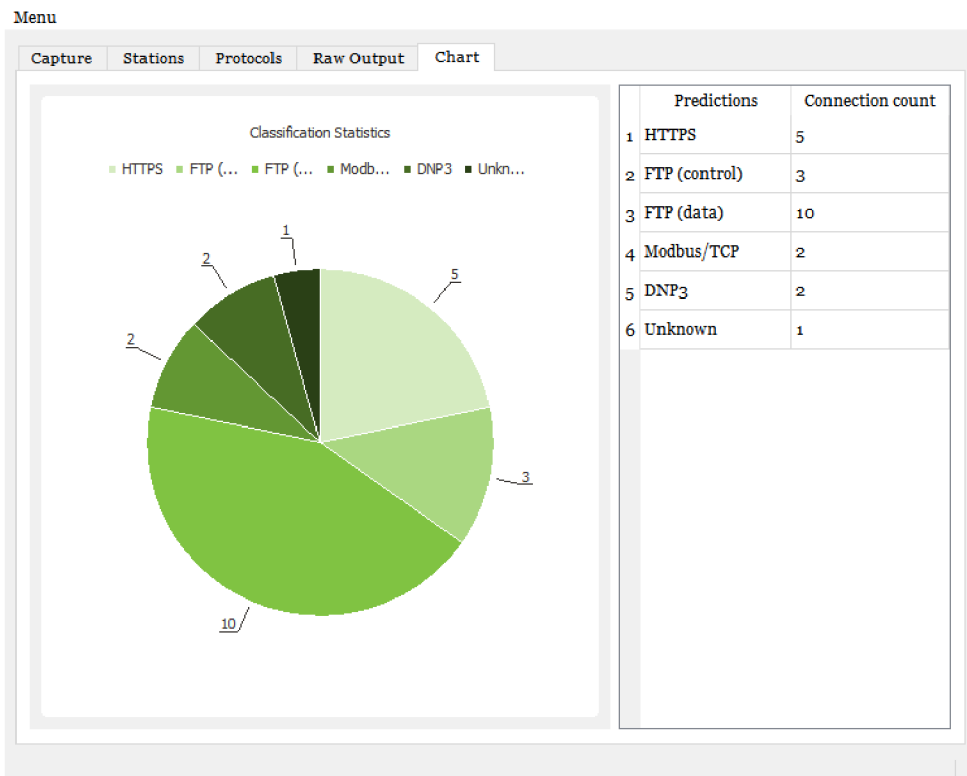 Menu
Capture Stations Protocols Raw Output Chart
Classification Statistics
HTTPS FTP (... FTP (... Modb... DNP3 Unkn...
1
2
5
2
3
10
Predictions Connection count
1 HTTPS 5
2 FTP (control) 3
3 FTP (data) 10
4 Modbus/TCP 2
5 DNP3 2
6 Unknown 1